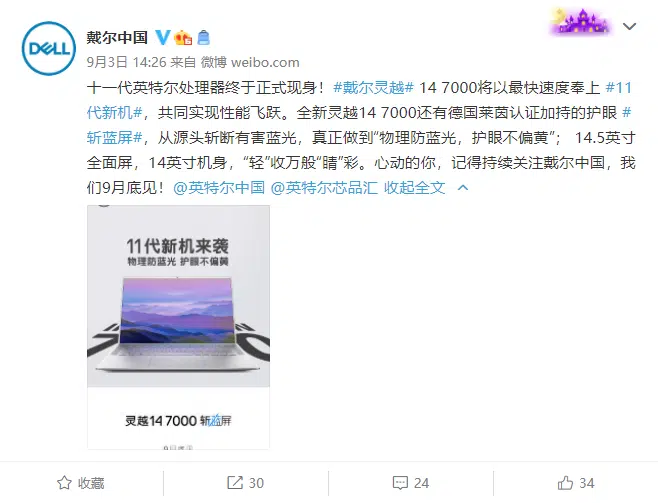 DELL
戴尔中国
9月3日 14:26 来自 微博 weibo.com
十一代英特尔处理器终于正式现身！#戴尔灵越# 14 7000将以最快速度奉上 #11
代新机#，共同实现性能飞跃。全新灵越14 7000还有德国莱茵认证加持的护眼 #
斩蓝屏#，从源头斩断有害蓝光，真正做到“物理防蓝光，护眼不偏黄”； 14.5英寸
全面屏，14英寸机身，“轻”收万般“睛”彩。心动的你，记得持续关注戴尔中国，我
们9月底见！@英特尔中国 @英特尔芯品汇 收起全文
11代新机来袭
物理防蓝光 护眼不偏黄
灵越14 7000 斩蓝屏
收藏
30
24
34